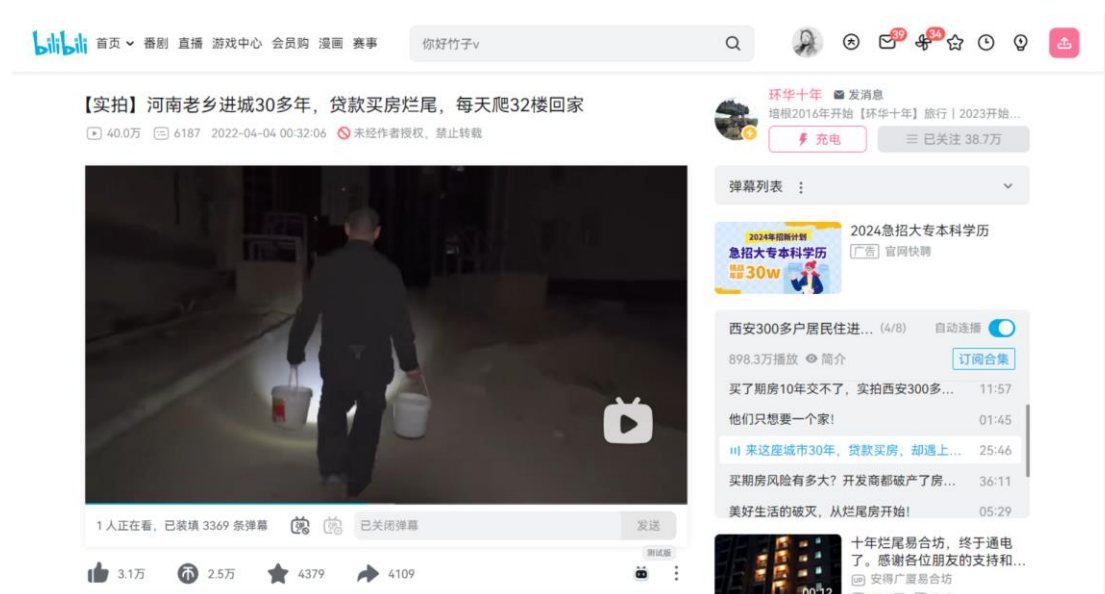 bilibili 首页 番剧 直播 游戏中心 会员购 漫画 赛事 你好竹子v 39 34
【实拍】河南老乡进城30多年，贷款买房烂尾，每天爬32楼回家
40.0万 6187 2022-04-04 00:32:06 未经作者授权，禁止转载
环华十年 发消息
培根2016年开始【环华十年】旅行 | 2023开始...
充电 已关注 38.7万
弹幕列表
2024年招新计划
急招大专本科学历
挑战年薪30W
2024急招大专本科学历
广告 官网快聘
西安300多户居民住进... (4/8) 自动连播
898.3万播放 简介 订阅合集
买了期房10年交不了，实拍西安300多... 11:57
他们只想要一个家! 01:45
来这座城市30年，贷款买房，却遇上... 25:46
买期房风险有多大？开发商都破产了房... 36:11
美好生活的破灭，从烂尾房开始! 05:29
1人正在看，已装填 3369 条弹幕 弹 弹 已关闭弹幕 发送
测试版
3.1万 2.5万 4379 4109
00:12
十年烂尾易合坊，终于通电
了。感谢各位朋友的支持和...
UP 安得广厦易合坊